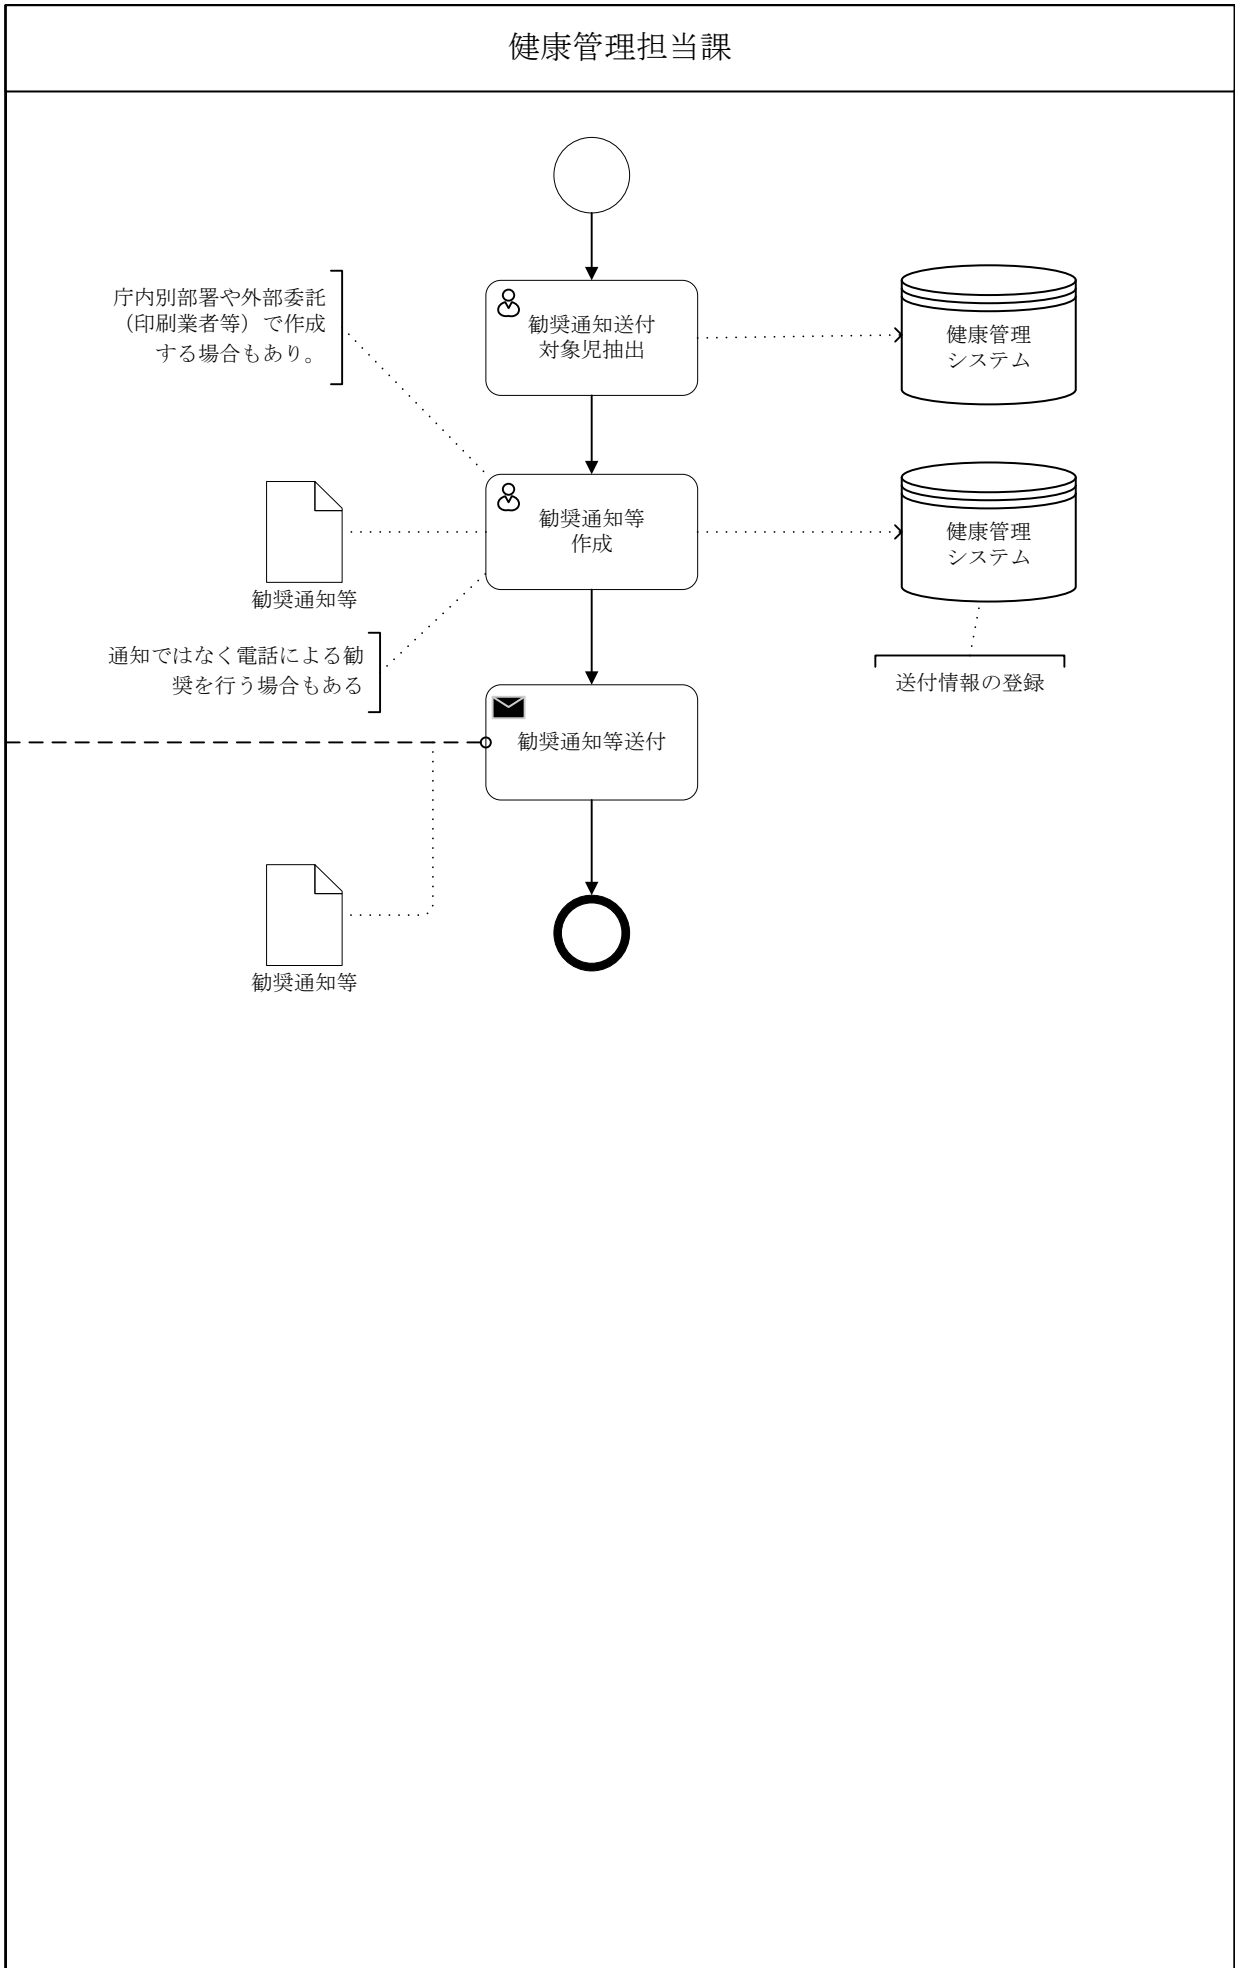 健康管理担当課
庁内別部署や外部委託
（印刷業者等）で作成
する場合もあり。
勧奨通知送付
対象児抽出
健康管理
システム
勧奨通知等
勧奨通知等
作成
健康管理
システム
通知ではなく電話による勧
奨を行う場合もある
送付情報の登録
勧奨通知等送付
勧奨通知等